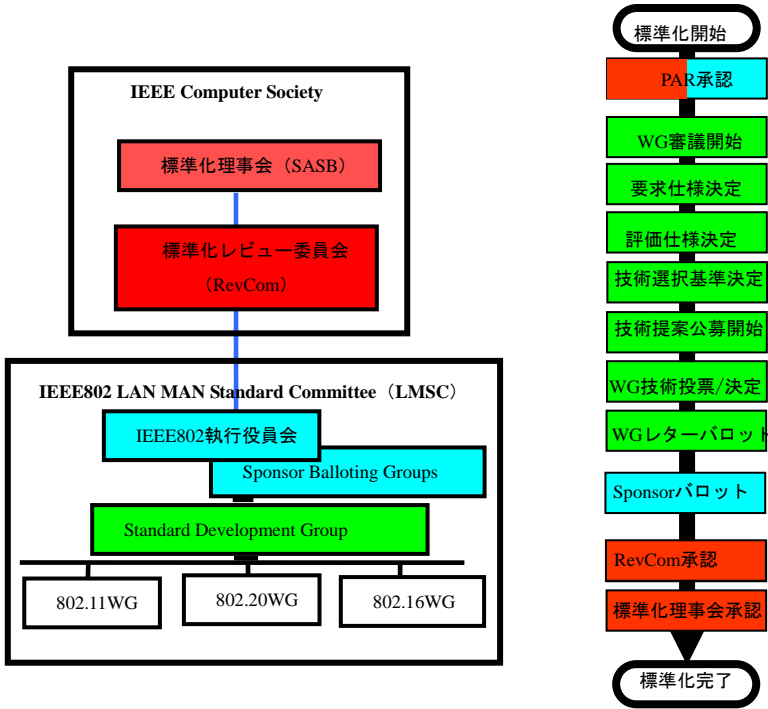 IEEE Computer Society
標準化理事会（SASB）
標準化レビュー委員会
（RevCom）
IEEE802 LAN MAN Standard Committee（LMSC）
IEEE802執行役員会
Sponsor Balloting Groups
Standard Development Group
802.11WG
802.20WG
802.16WG
標準化開始
PAR承認
WG審議開始
要求仕様決定
評価仕様決定
技術選択基準決定
技術提案公募開始
WG技術投票/決定
WGレターバロット
Sponsorバロット
RevCom承認
標準化理事会承認
標準化完了